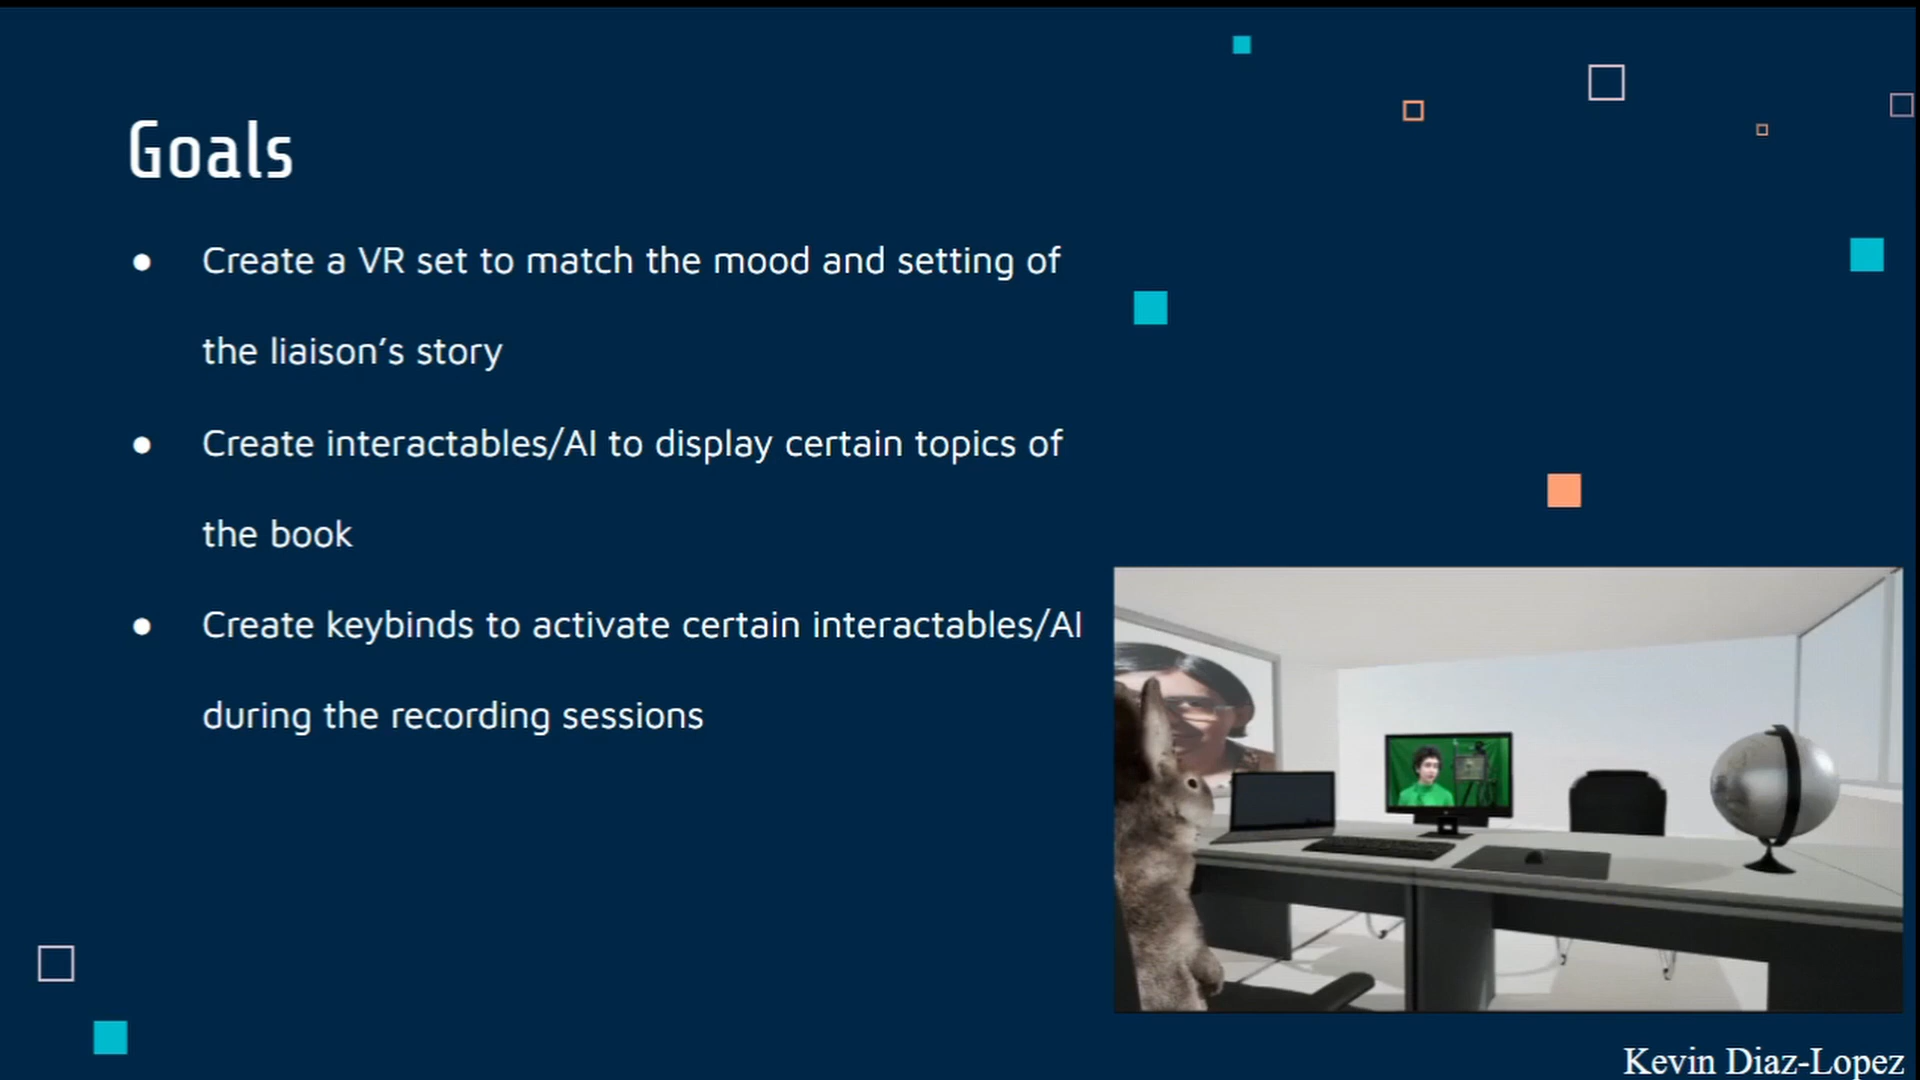 Goals
● Create a VR set to match the mood and setting of
the liaison’s story
● Create interactables/AI to display certain topics of
the book
● Create keybinds to activate certain interactables/AI
during the recording sessions
Kevin Diaz-Lopez